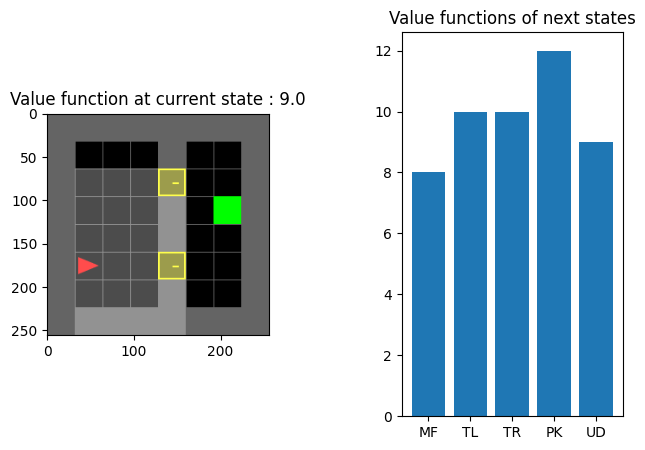 Value function at current state : 9.0
0
50
100
150
200
250
0
100
200
Value functions of next states
12
10
8
6
4
2
0
MF
TL
TR
PK
UD